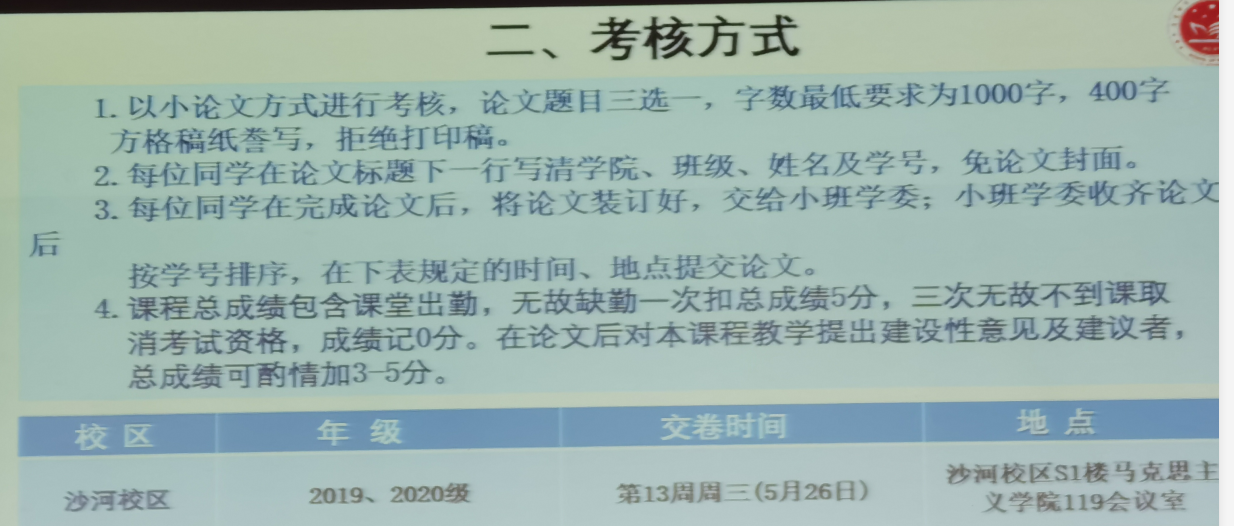 二、考核方式
1. 以小论文方式进行考核，论文题目三选一，字数最低要求为1000字，400字
方格稿纸誊写，拒绝打印稿。
2. 每位同学在论文标题下一行写清学院、班级、姓名及学号，免论文封面。
3. 每位同学在完成论文后，将论文装订好，交给小班学委；小班学委收齐论文
后
按学号排序，在下表规定的时间、地点提交论文。
4. 课程总成绩包含课堂出勤，无故缺勤一次扣总成绩5分，三次无故不到课取
消考试资格，成绩记0分。在论文后对本课程教学提出建设性意见及建议者，
总成绩可酌情加3-5分。
校 区 年 级 交卷时间 地 点
沙河校区 2019、2020级 第13周周三(5月26日) 沙河校区S1楼马克思主
义学院119会议室